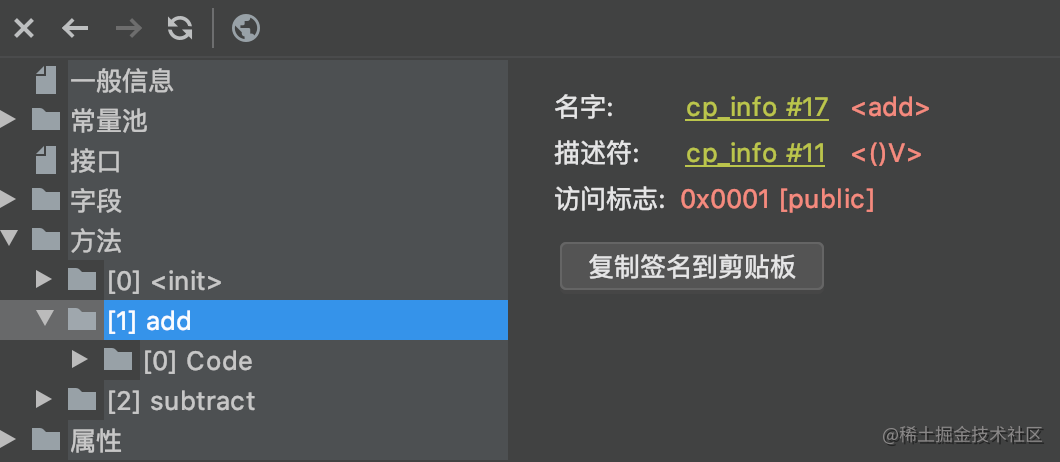 一般信息
常量池
接口
字段
方法
[0] <init>
[1] add
[0] Code
[2] subtract
属性
名字: cp_info #17 <add>
描述符: cp_info #11 <()V>
访问标志: 0x0001 [public]
复制签名到剪贴板
@稀土掘金技术社区